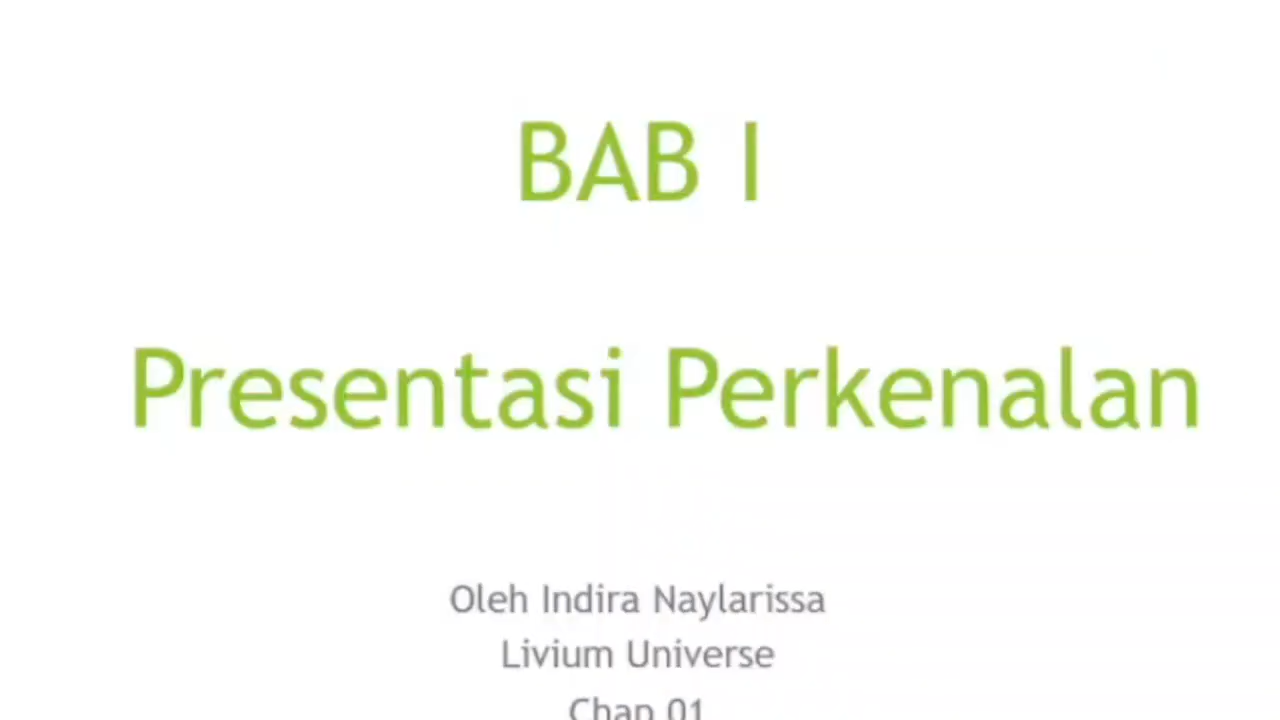 BAB I
Presentasi Perkenalan
Oleh Indira Naylarissa
Livium Universe
Chap 01